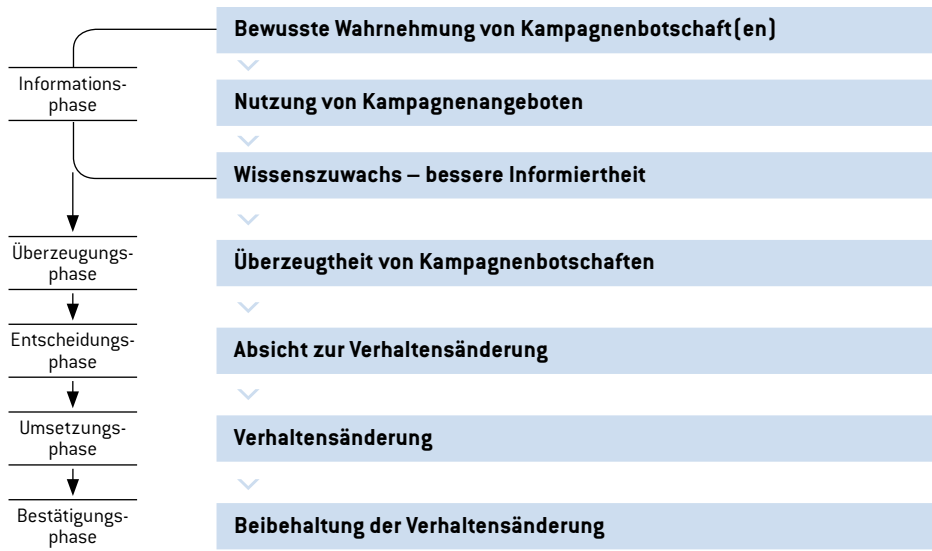 Bewusste Wahrnehmung von Kampagnenbotschaft(en)
Informations-
phase
Nutzung von Kampagnenangeboten
Wissenszuwachs – bessere Informiertheit
Überzeugungs-
phase
Überzeugtheit von Kampagnenbotschaften
Entscheidungs-
phase
Absicht zur Verhaltensänderung
Umsetzungs-
phase
Verhaltensänderung
Bestätigungs-
phase
Beibehaltung der Verhaltensänderung